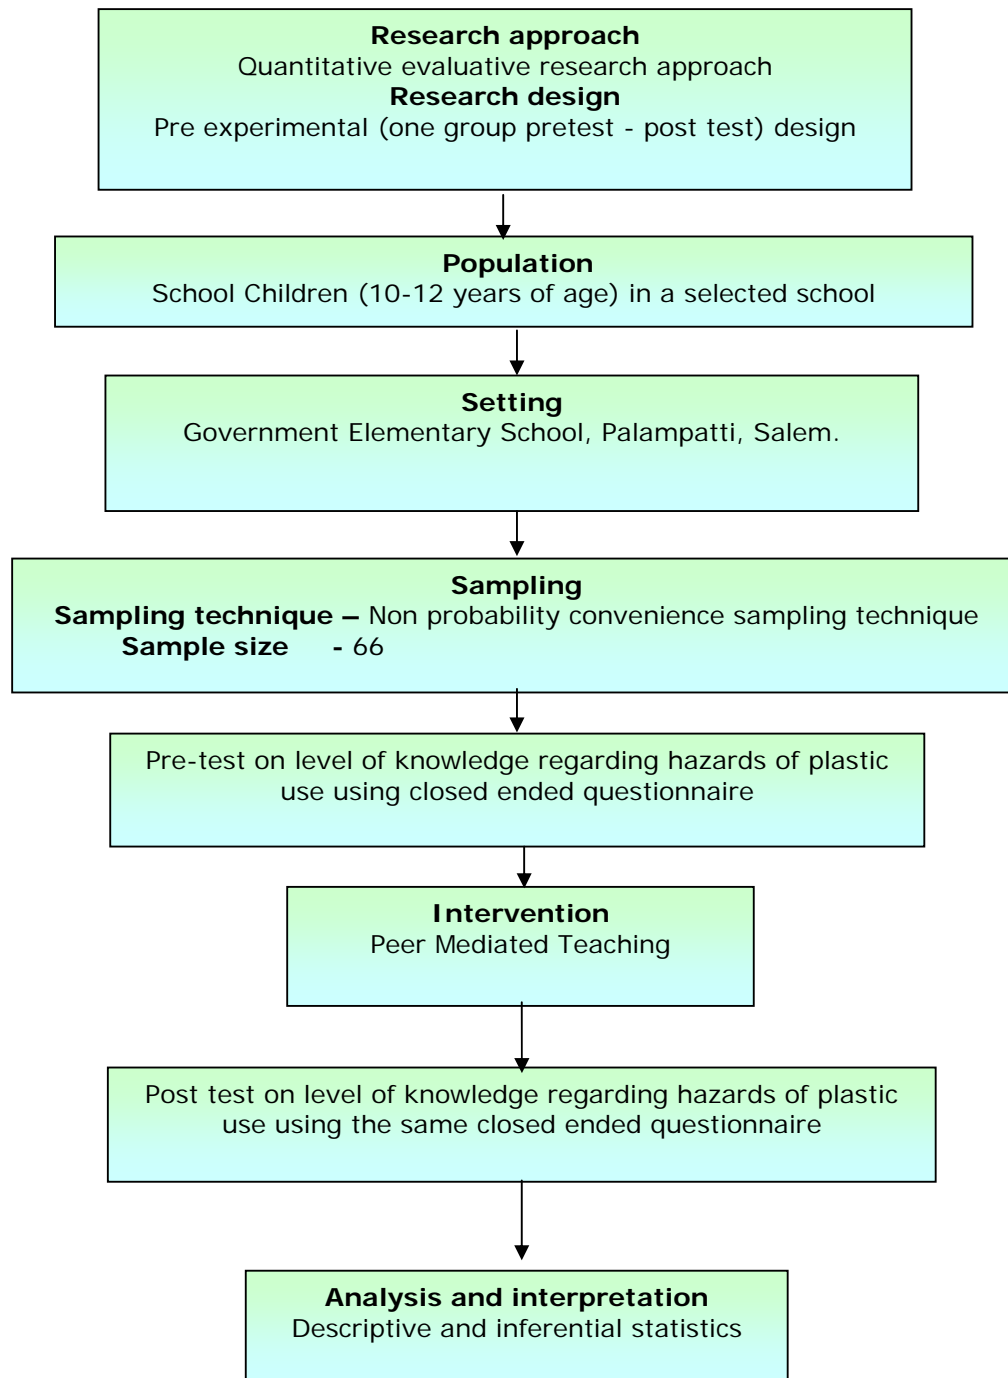 Research approach
Quantitative evaluative research approach
Research design
Pre experimental (one group pretest - post test) design
Population
School Children (10-12 years of age) in a selected school
Setting
Government Elementary School, Palampatti, Salem.
Sampling
Sampling technique – Non probability convenience sampling technique
Sample size - 66
Pre-test on level of knowledge regarding hazards of plastic
use using closed ended questionnaire
Intervention
Peer Mediated Teaching
Post test on level of knowledge regarding hazards of plastic
use using the same closed ended questionnaire
Analysis and interpretation
Descriptive and inferential statistics